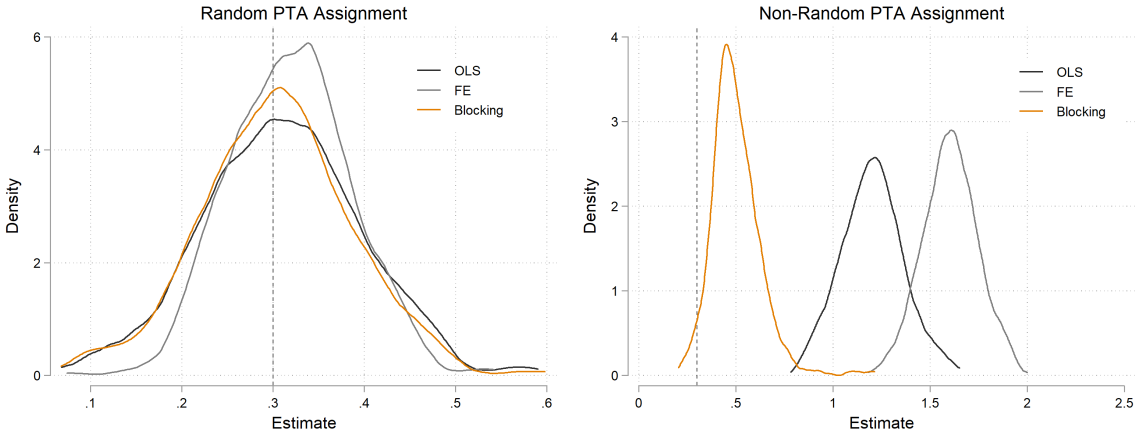 Random PTA Assignment
6
4
2
0
Density
.1 .2 .3 .4 .5 .6
Estimate
OLS
FE
Blocking
Non-Random PTA Assignment
4
3
2
1
0
Density
0 .5 1 1.5 2 2.5
Estimate
OLS
FE
Blocking